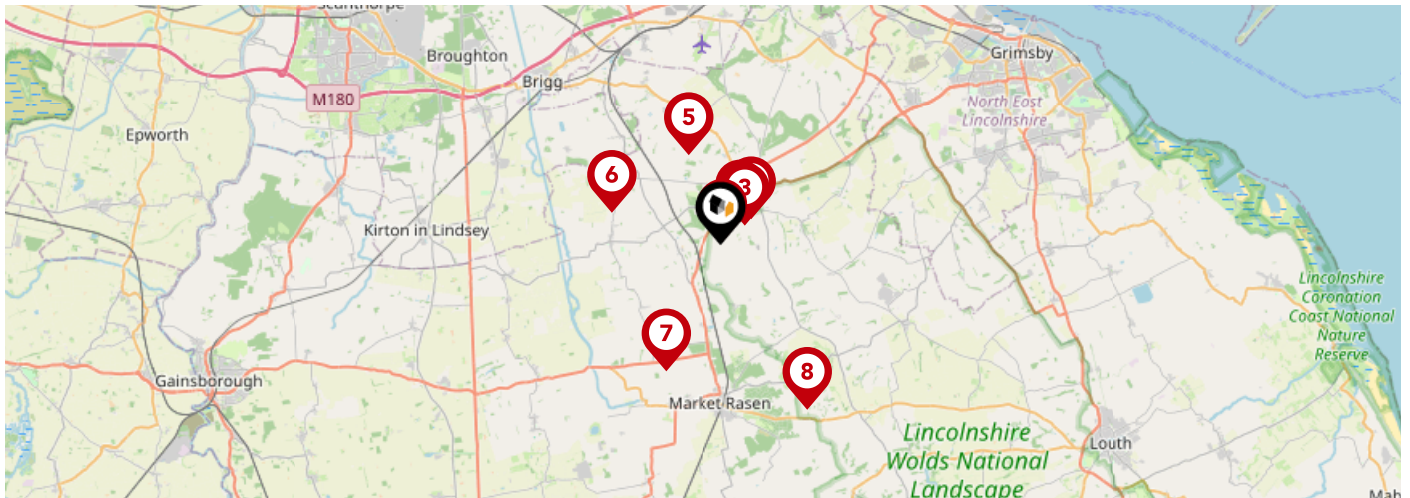 Scunthorpe
Broughton
Grimsby
Brigg
M180
North East
Lincolnshire
5
Epworth
6
3
Kirton in Lindsey
Lincolnshire
Coronation
Coast National
Nature
Reserve
7
8
Gainsborough
Market Rasen
Lincolnshire
Wolds National
Landscape
Louth
Mab